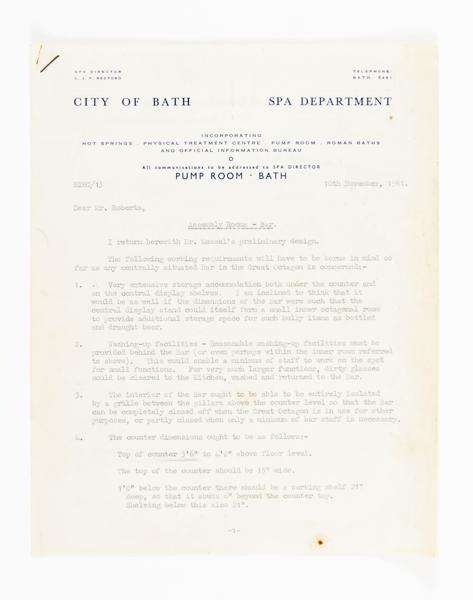 SPA DIRECTOR
L. J. P. BEDFORD
TELEPHONE:
BATH
CITY OF BATH SPA DEPARTMENT
INCORPORATING
HOT SPRINGS . PHYSICAL TREATMENT CENTRE . PUMP ROOM . ROMAN BATHS
AND OFFICIAL INFORMATION BUREAU
All communications to be addressed to SPA DIRECTOR
PUMP ROOM · BATH
10th November, 1961.
Dear Mr. Roberts,
Assembly Rooms - Bar.
I return herewith Mr. preliminary design.
The following working requirements will have to be borne in mind so
far as any centrally situated Bar in the Great Octagon is concerned:-
1. Very extensive storage accommodation both under the counter and
on the central display shelves. I am inclined to think that it
would be as well if the dimensions of the Bar were such that the
central display stand could itself form a small inner octagonal room
to provide additional storage space for such bulky items as bottled
and draught beer.
2. Washing-up facilities - Reasonable washing-up facilities must be
provided behind the Bar (or even perhaps within the inner room referred
to above). This would enable a minimum of staff to work on the spot
for small functions. For very much larger functions, dirty glasses
could be cleared to the Kitchen, washed and returned to the Bar.
3. The interior of the Bar ought to be able to be entirely isolated
by a grille between the pillars above the counter level so that the Bar
can be completely closed off when the Great Octagon is in use for other
purposes, or partly closed when only a minimum of bar staff is necessary.
4. The counter dimensions ought to be as follows:-
Top of counter 3'6" to 4'0" above floor level.
The top of the counter should be 15" wide.
1'0" below the counter there should be a working shelf 21"
deep, so that it abuts 6" beyond the counter top.
Shelving below this also 21".
-1-